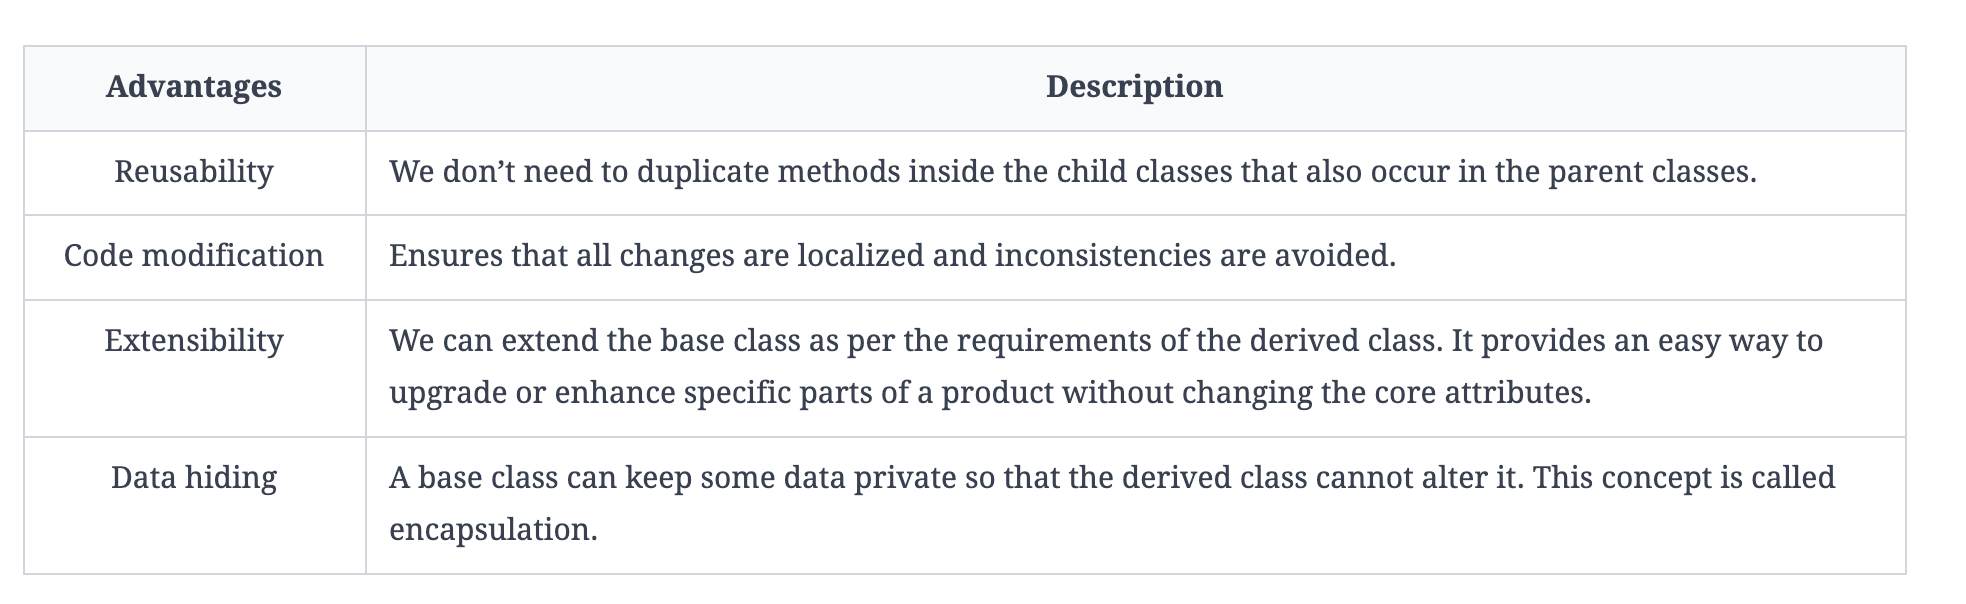 Advantages Description
Reusability We don’t need to duplicate methods inside the child classes that also occur in the parent classes.
Code modification Ensures that all changes are localized and inconsistencies are avoided.
Extensibility We can extend the base class as per the requirements of the derived class. It provides an easy way to
upgrade or enhance specific parts of a product without changing the core attributes.
Data hiding A base class can keep some data private so that the derived class cannot alter it. This concept is called
encapsulation.